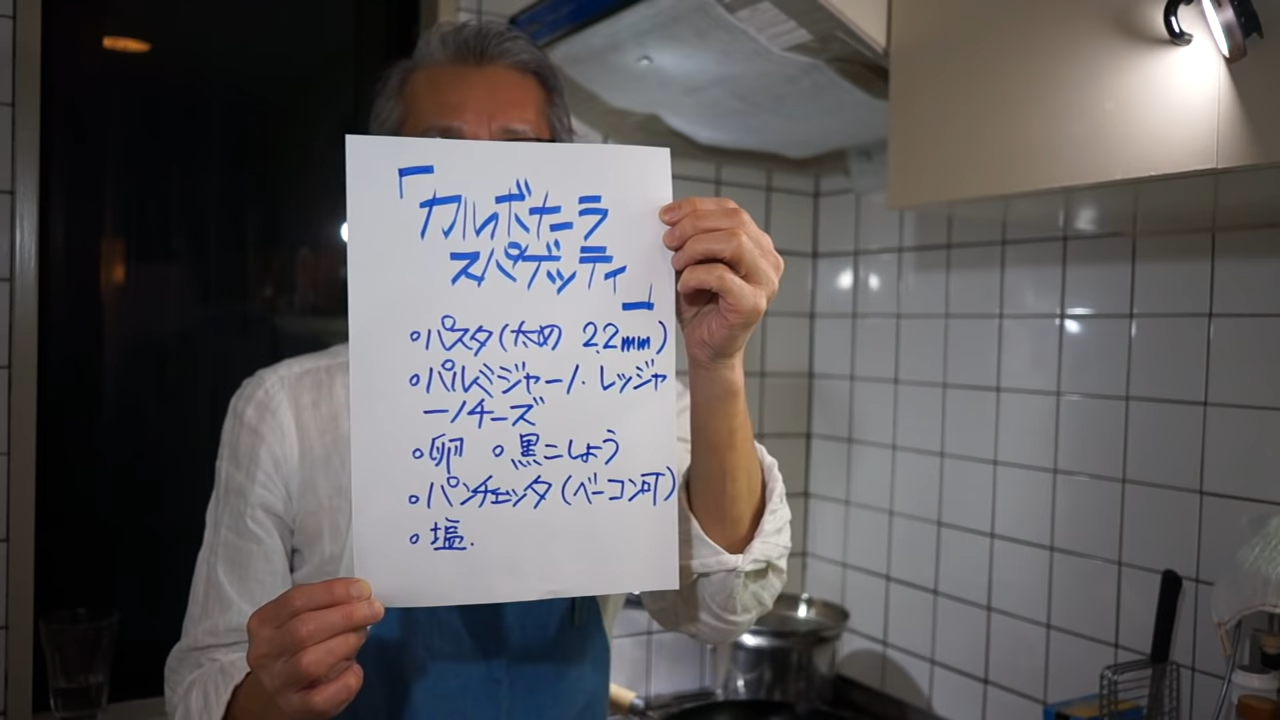 「カルボナーラ
スパゲッティ」
○パスタ(太め 2.2mm)
○パルミジャーノ・レッジャ
ーノチーズ
○卵 ○黒こしょう
○パンチェッタ(ベーコン可)
○塩.